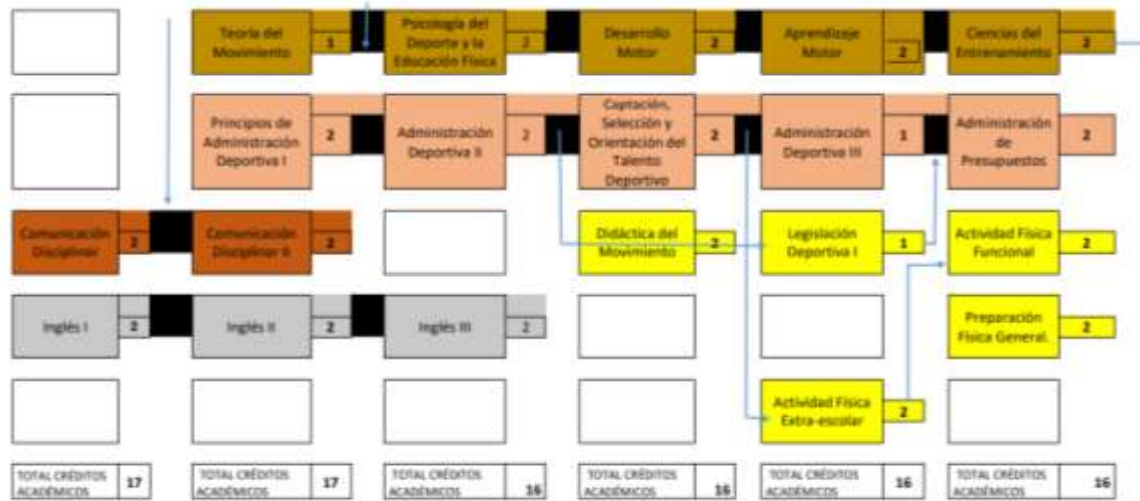 Teoría del
Movimiento
1
Psicología del
Deporte y la
Educación Física
2
Desarrollo
Motor
2
Aprendizaje
Motor
2
Ciencias del
Entrenamiento
2
Principios de
Administración
Deportiva I
2
Administración
Deportiva II
2
Captación,
Selección y
Orientación del
Talento
Deportivo
2
Administración
Deportiva III
1
Administración
de
Presupuestos
2
Comunicación
Disciplinar
2
Comunicación
Disciplinar II
2
Didáctica del
Movimiento
2
Legislación
Deportiva I
1
Actividad Física
Funcional
2
Inglés I
2
Inglés II
2
Inglés III
2
Preparación
Física General.
2
Actividad Física
Extra-escolar
2
TOTAL CRÉDITOS
ACADÉMICOS
17
TOTAL CRÉDITOS
ACADÉMICOS
17
TOTAL CRÉDITOS
ACADÉMICOS
16
TOTAL CRÉDITOS
ACADÉMICOS
16
TOTAL CRÉDITOS
ACADÉMICOS
16
TOTAL CRÉDITOS
ACADÉMICOS
16